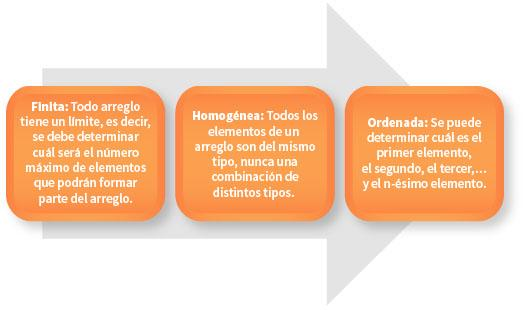 Finita: Todo arreglo
tiene un límite, es decir,
se debe determinar
cuál será el número
máximo de elementos
que podrán formar
parte del arreglo.
Homogénea: Todos los
elementos de un
arreglo son del mismo
tipo, nunca una
combinación de
distintos tipos.
Ordenada: Se puede
determinar cuál es el
primer elemento,
el segundo, el tercer,...
y el n-ésimo elemento.